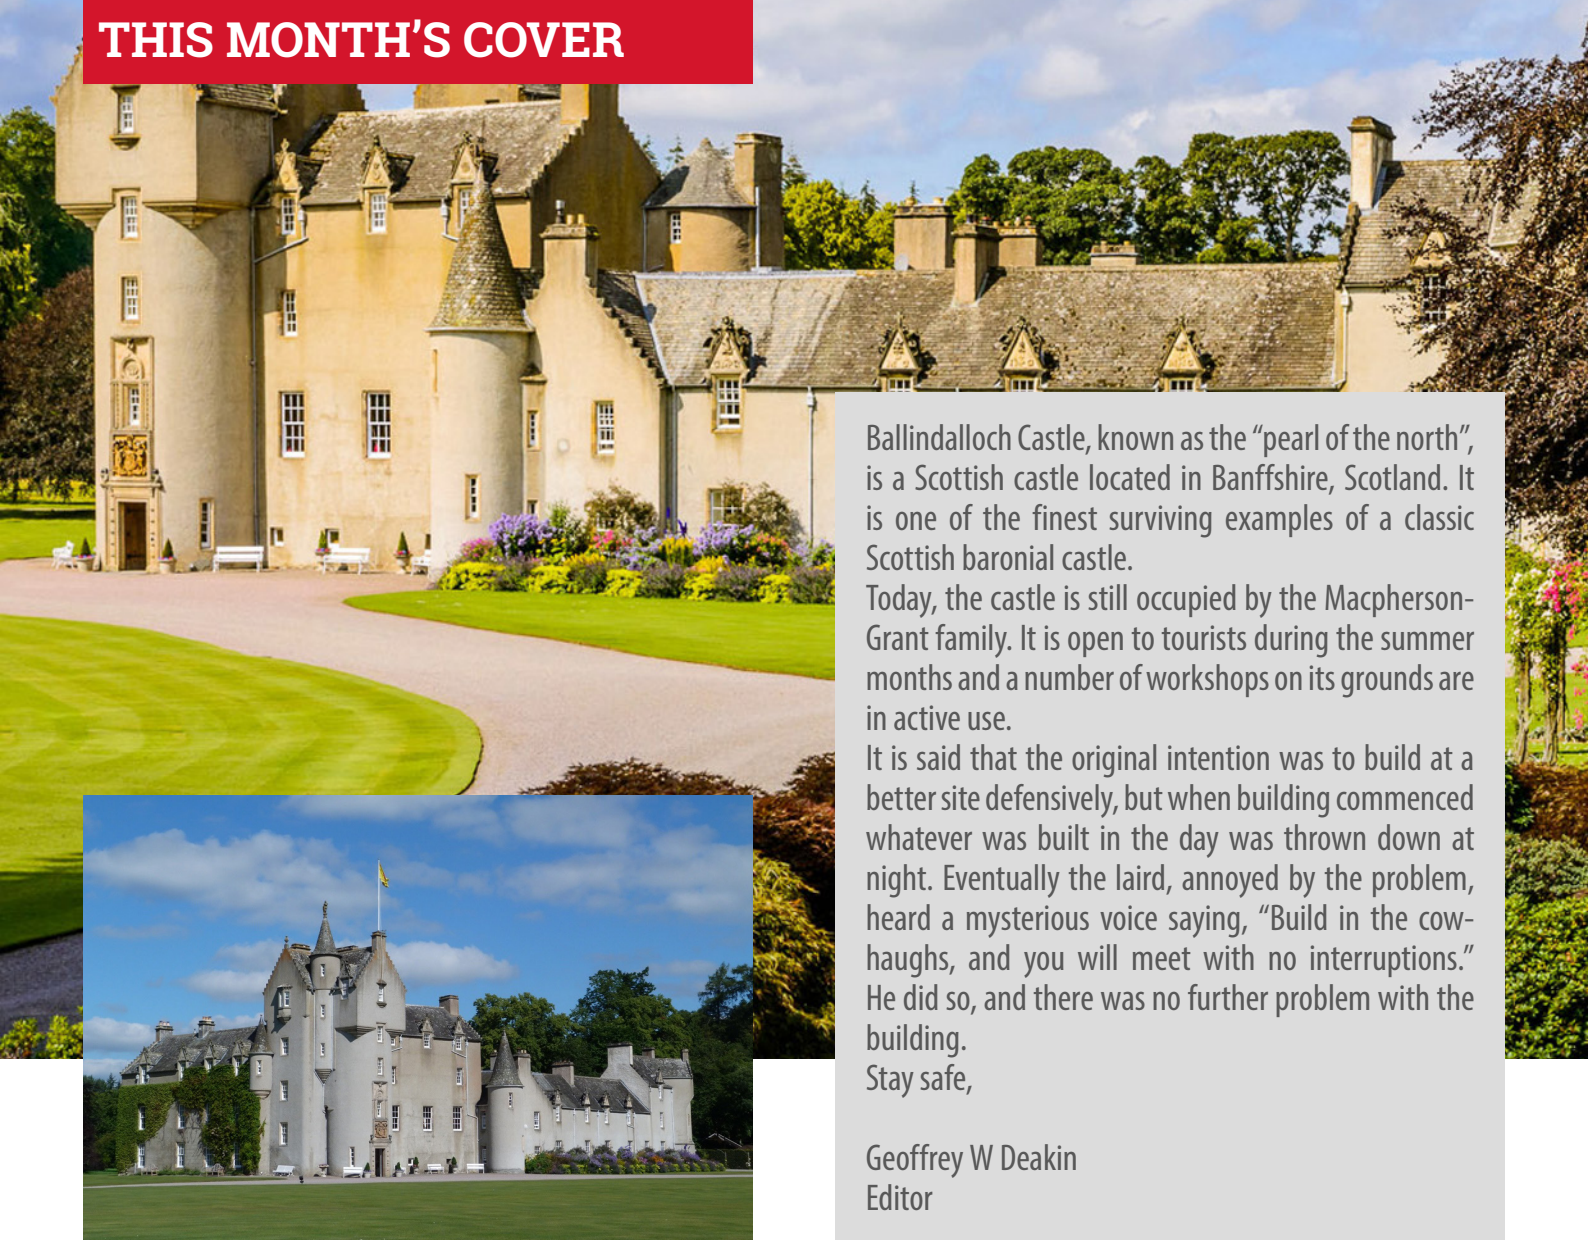 THIS MONTH’S COVER
Ballindalloch Castle, known as the “pearl of the north”,
is a Scottish castle located in Banffshire, Scotland. It
is one of the finest surviving examples of a classic
Scottish baronial castle.
Today, the castle is still occupied by the Macpherson-
Grant family. It is open to tourists during the summer
months and a number of workshops on its grounds are
in active use.
It is said that the original intention was to build at a
better site defensively, but when building commenced
whatever was built in the day was thrown down at
night. Eventually the laird, annoyed by the problem,
heard a mysterious voice saying, “Build in the cow-
haughs, and you will meet with no interruptions.”
He did so, and there was no further problem with the
building.
Stay safe,
Geoffrey W Deakin
Editor